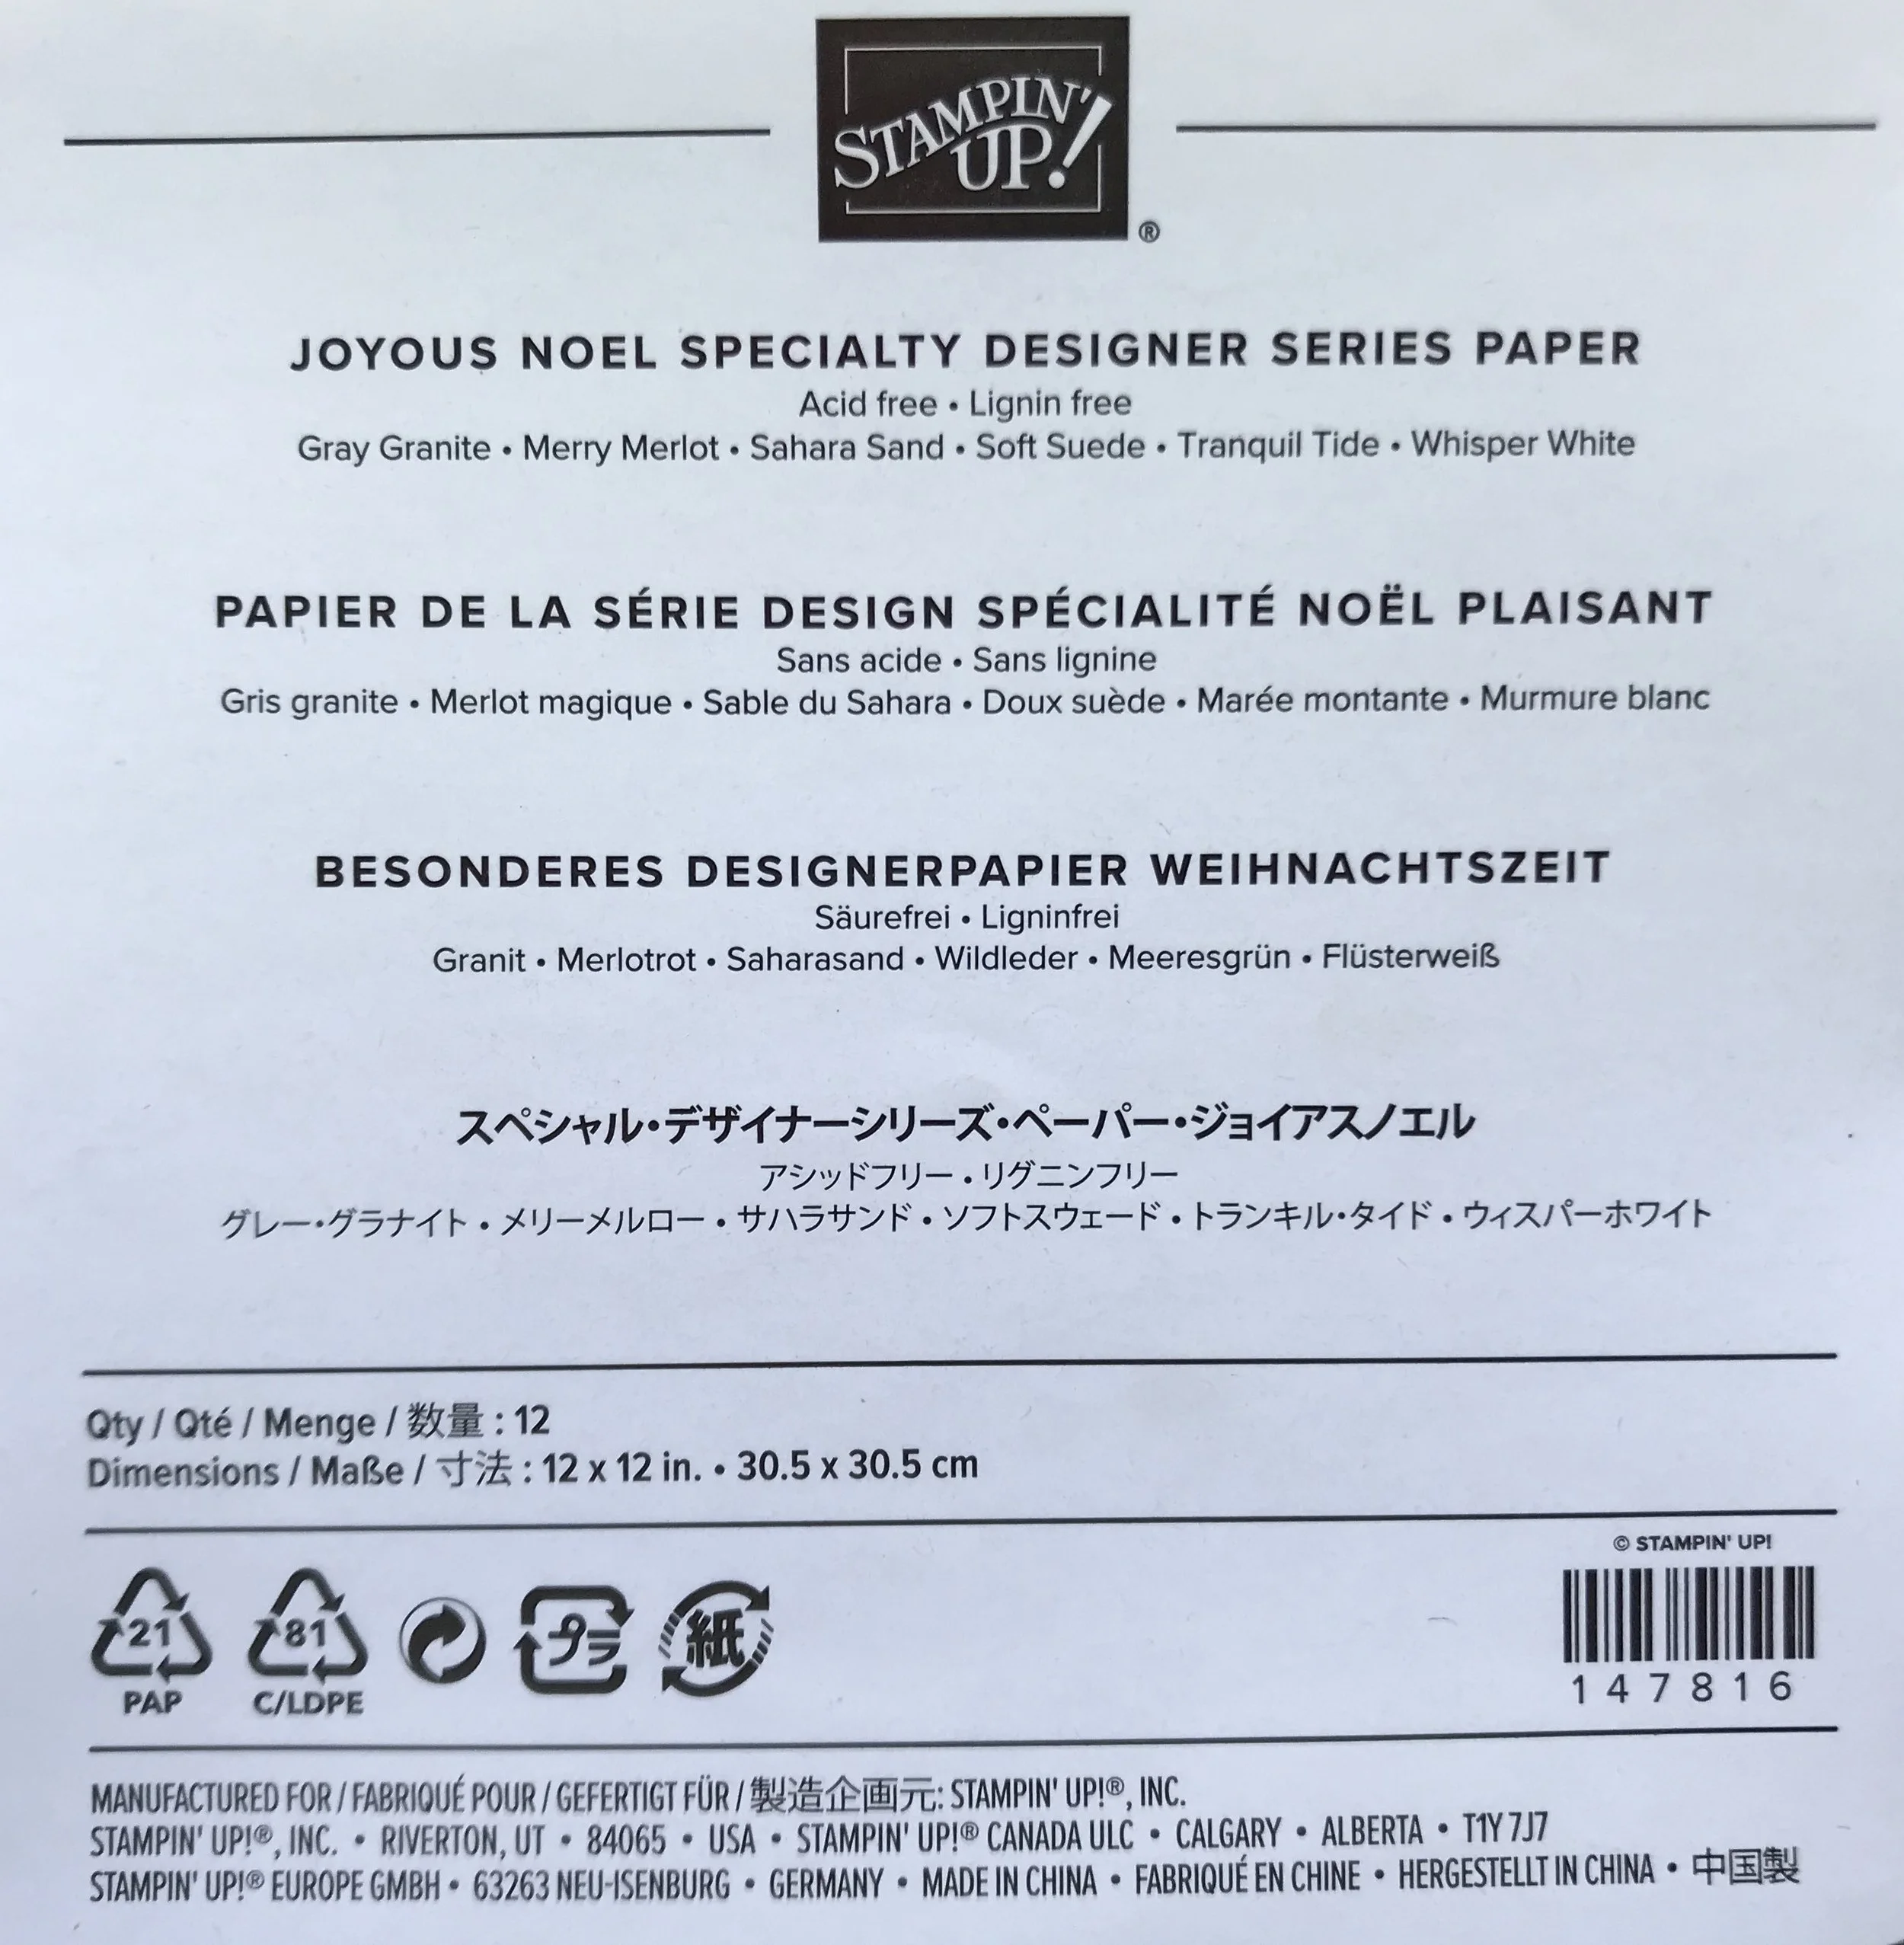 STAMPIN' UP! ®
JOYOUS NOEL SPECIALTY DESIGNER SERIES PAPER
Acid free • Lignin free
Gray Granite • Merry Merlot • Sahara Sand • Soft Suede • Tranquil Tide • Whisper White
PAPIER DE LA SÉRIE DESIGN SPÉCIALITÉ NOËL PLAISANT
Sans acide • Sans lignine
Gris granite • Merlot magique • Sable du Sahara • Doux suède • Marée montante • Murmure blanc
BESONDERES DESIGNERPAPIER WEIHNACHTSZEIT
Säurefrei • Ligninfrei
Granit • Merlotrot • Saharasand • Wildleder • Meeresgrün • Flüsterweiß
スペシャル・デザイナーシリーズ・ペーパー・ジョイアスノエル
アシッドフリー • リグニンフリー
グレー・グラナイト • メリーメルロー • サハラサンド • ソフトスウェード • トランキル・タイド • ウィスパーホワイト
Qty / Qté / Menge / 数量 : 12
Dimensions / Maße / 寸法 : 12 x 12 in. • 30.5 x 30.5 cm
© STAMPIN' UP!
21 81 プラ 紙
PAP C/LDPE
147816
MANUFACTURED FOR / FABRIQUÉ POUR / GEFERTIGT FÜR / 製造企画元: STAMPIN' UP!®, INC.
STAMPIN' UP!®, INC. • RIVERTON, UT • 84065 • USA • STAMPIN' UP!® CANADA ULC • CALGARY • ALBERTA • T1Y 7J7
STAMPIN' UP!® EUROPE GMBH • 63263 NEU-ISENBURG • GERMANY • MADE IN CHINA • FABRIQUÉ EN CHINE • HERGESTELLT IN CHINA • 中国製